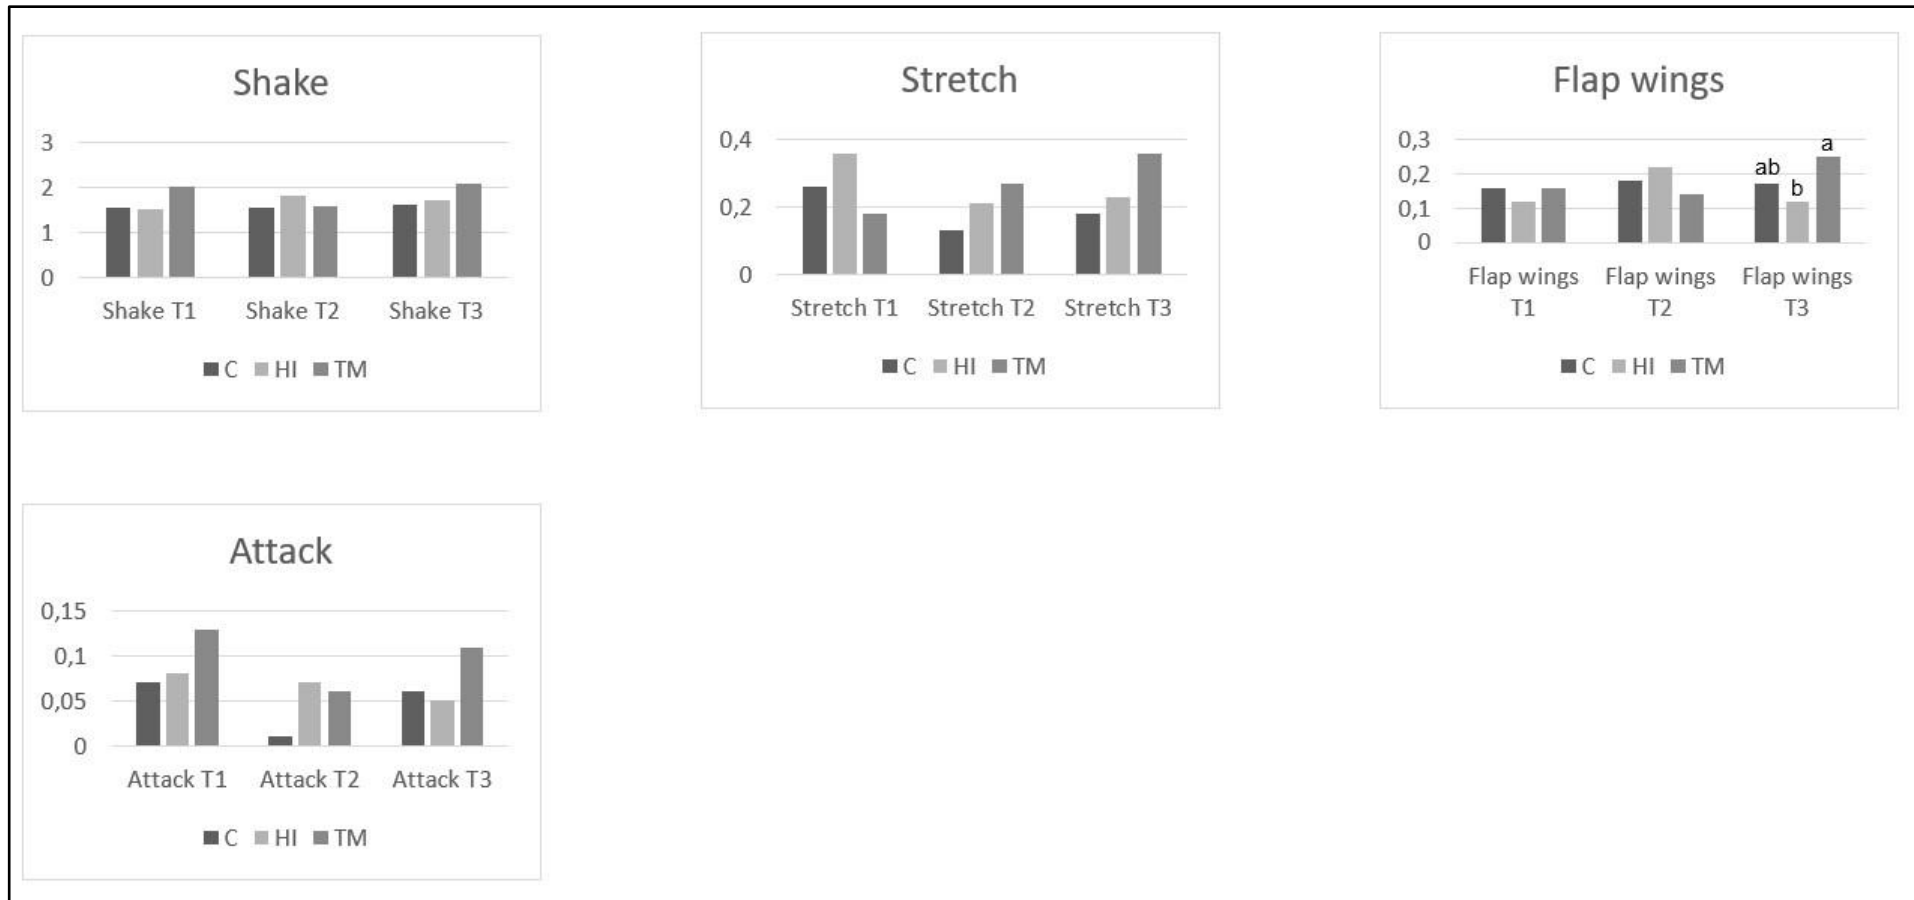 Shake
3
2
1
0
Shake T1 Shake T2 Shake T3
C HI TM
Stretch
0,4
0,2
0
Stretch T1 Stretch T2 Stretch T3
C HI TM
Flap wings
0,3
0,2
0,1
0
ab
b
a
Flap wings Flap wings Flap wings
T1 T2 T3
C HI TM
Attack
0,15
0,1
0,05
0
Attack T1 Attack T2 Attack T3
C HI TM